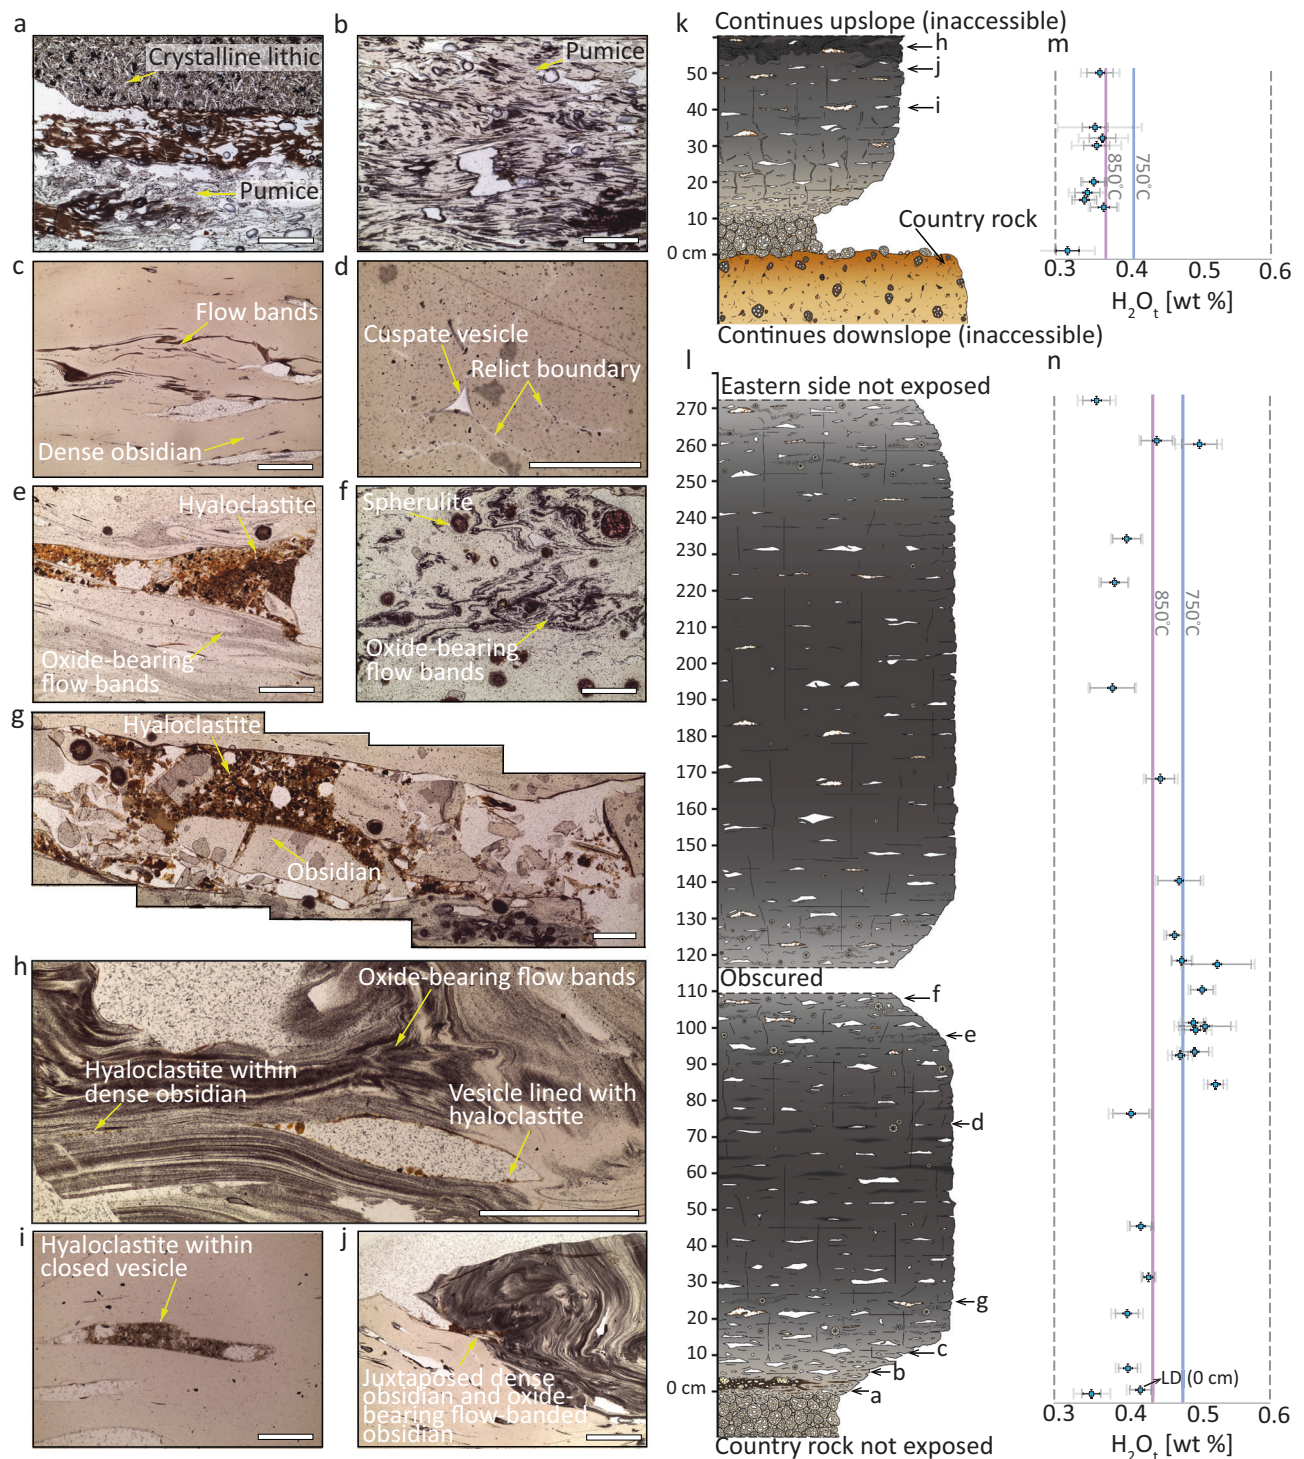 a
Crystalline lithic
Pumice
b
Pumice
c
Flow bands
Dense obsidian
d
Cuspate vesicle
Relict boundary
e
Hyaloclastite
Oxide-bearing
flow bands
f
Spherulite
Oxide-bearing
flow bands
g
Hyaloclastite
Obsidian
h
Oxide-bearing flow bands
Hyaloclastite within
dense obsidian
Vesicle lined with
hyaloclastite
i
Hyaloclastite within
closed vesicle
j
Juxtaposed dense
obsidian and oxide-
bearing flow-banded
obsidian
k
Continues upslope (inaccessible)
h
j
i
50
40
30
20
10
0 cm
Country rock
Continues downslope (inaccessible)
m
850°C
750°C
0.3
0.4
0.5
0.6
H₂Oₜ [wt %]
l
Eastern side not exposed
270
260
250
240
230
220
210
200
190
180
170
160
150
140
130
120
Obscured
110
100
90
80
70
60
50
40
30
20
10
0 cm
f
e
d
g
c
b
a
Country rock not exposed
n
850°C
750°C
LD (0 cm)
0.3
0.4
0.5
0.6
H₂Oₜ [wt %]